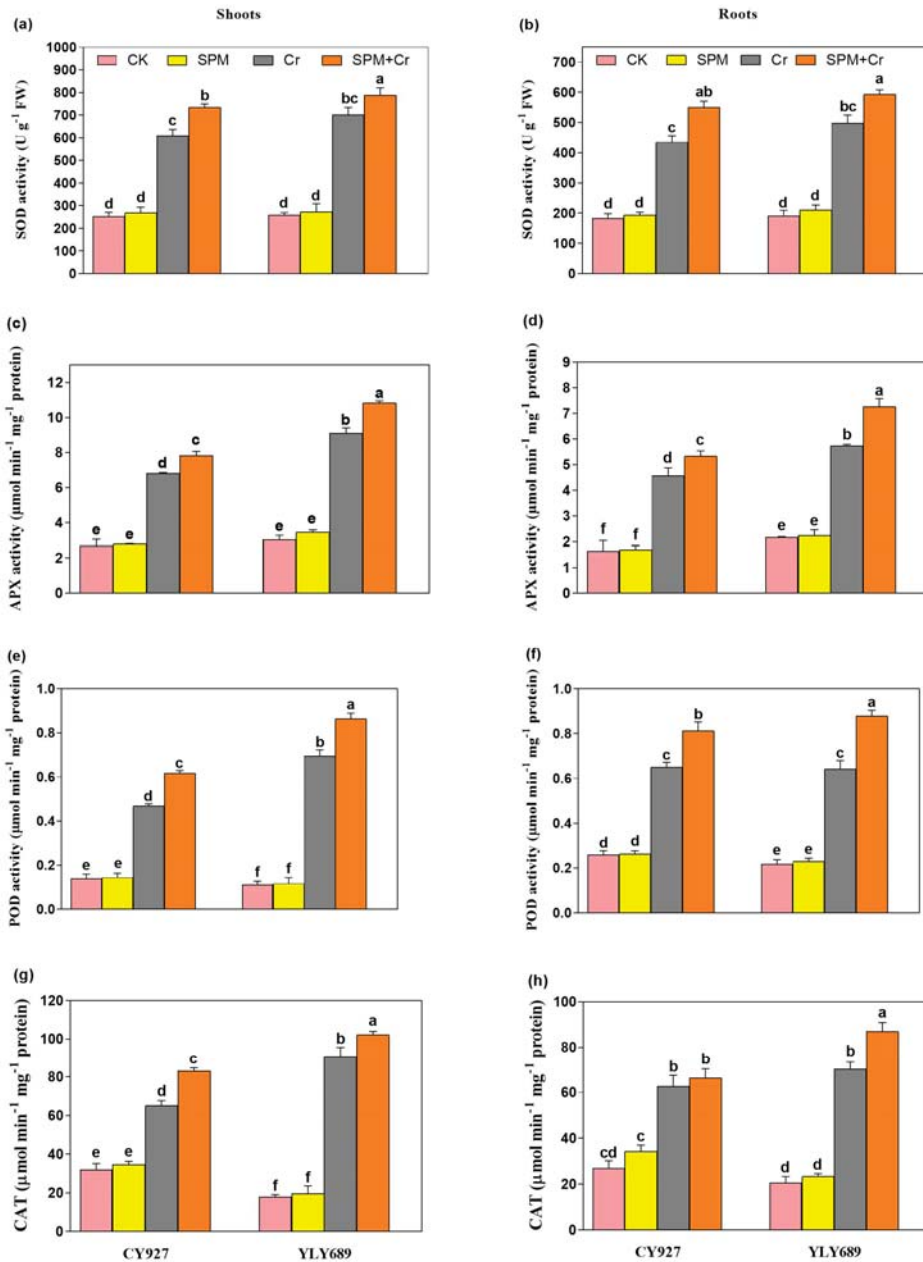 Shoots
Roots
(a)
CK SPM Cr SPM+Cr
SOD activity (U g⁻¹ FW)
1000
900
800
700
600
500
400
300
200
100
0
d d c b
d d bc a
(b)
CK SPM Cr SPM+Cr
SOD activity (U g⁻¹ FW)
700
600
500
400
300
200
100
0
d d c ab
d d bc a
(c)
APX activity (μmol min⁻¹ mg⁻¹ protein)
12
10
8
6
4
2
0
e e d c
e e b a
(d)
APX activity (μmol min⁻¹ mg⁻¹ protein)
9
8
7
6
5
4
3
2
1
0
f f d c
e e b a
(e)
POD activity (μmol min⁻¹ mg⁻¹ protein)
1.0
0.8
0.6
0.4
0.2
0.0
e e d c
f f b a
(f)
POD activity (μmol min⁻¹ mg⁻¹ protein)
1.0
0.8
0.6
0.4
0.2
0.0
d d c b
e e c a
(g)
CAT (μmol min⁻¹ mg⁻¹ protein)
120
100
80
60
40
20
0
e e d c
f f b a
CY927 YLY689
(h)
CAT (μmol min⁻¹ mg⁻¹ protein)
100
80
60
40
20
0
cd c b b
d d b a
CY927 YLY689